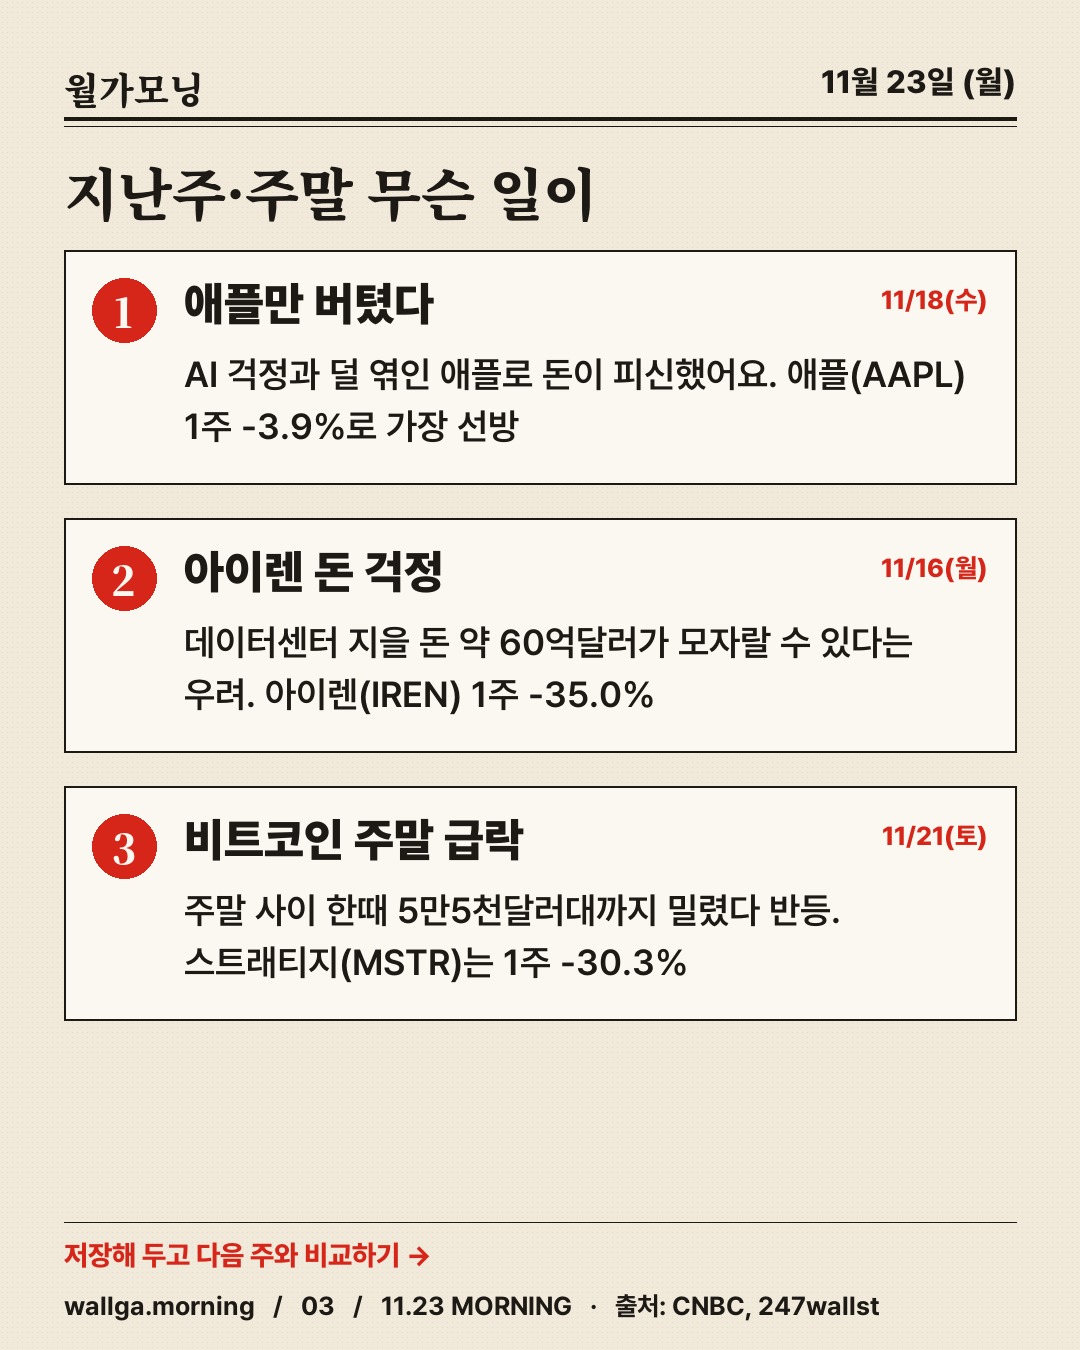 월가모닝
11월 23일 (월)
지난주·주말 무슨 일이
1 애플만 버텼다 11/18(수)
AI 걱정과 덜 엮인 애플로 돈이 피신했어요. 애플(AAPL)
1주 -3.9%로 가장 선방
2 아이렌 돈 걱정 11/16(월)
데이터센터 지을 돈 약 60억달러가 모자랄 수 있다는
우려. 아이렌(IREN) 1주 -35.0%
3 비트코인 주말 급락 11/21(토)
주말 사이 한때 5만5천달러대까지 밀렸다 반등.
스트래티지(MSTR)는 1주 -30.3%
저장해 두고 다음 주와 비교하기 →
wallga.morning / 03 / 11.23 MORNING · 출처: CNBC, 247wallst